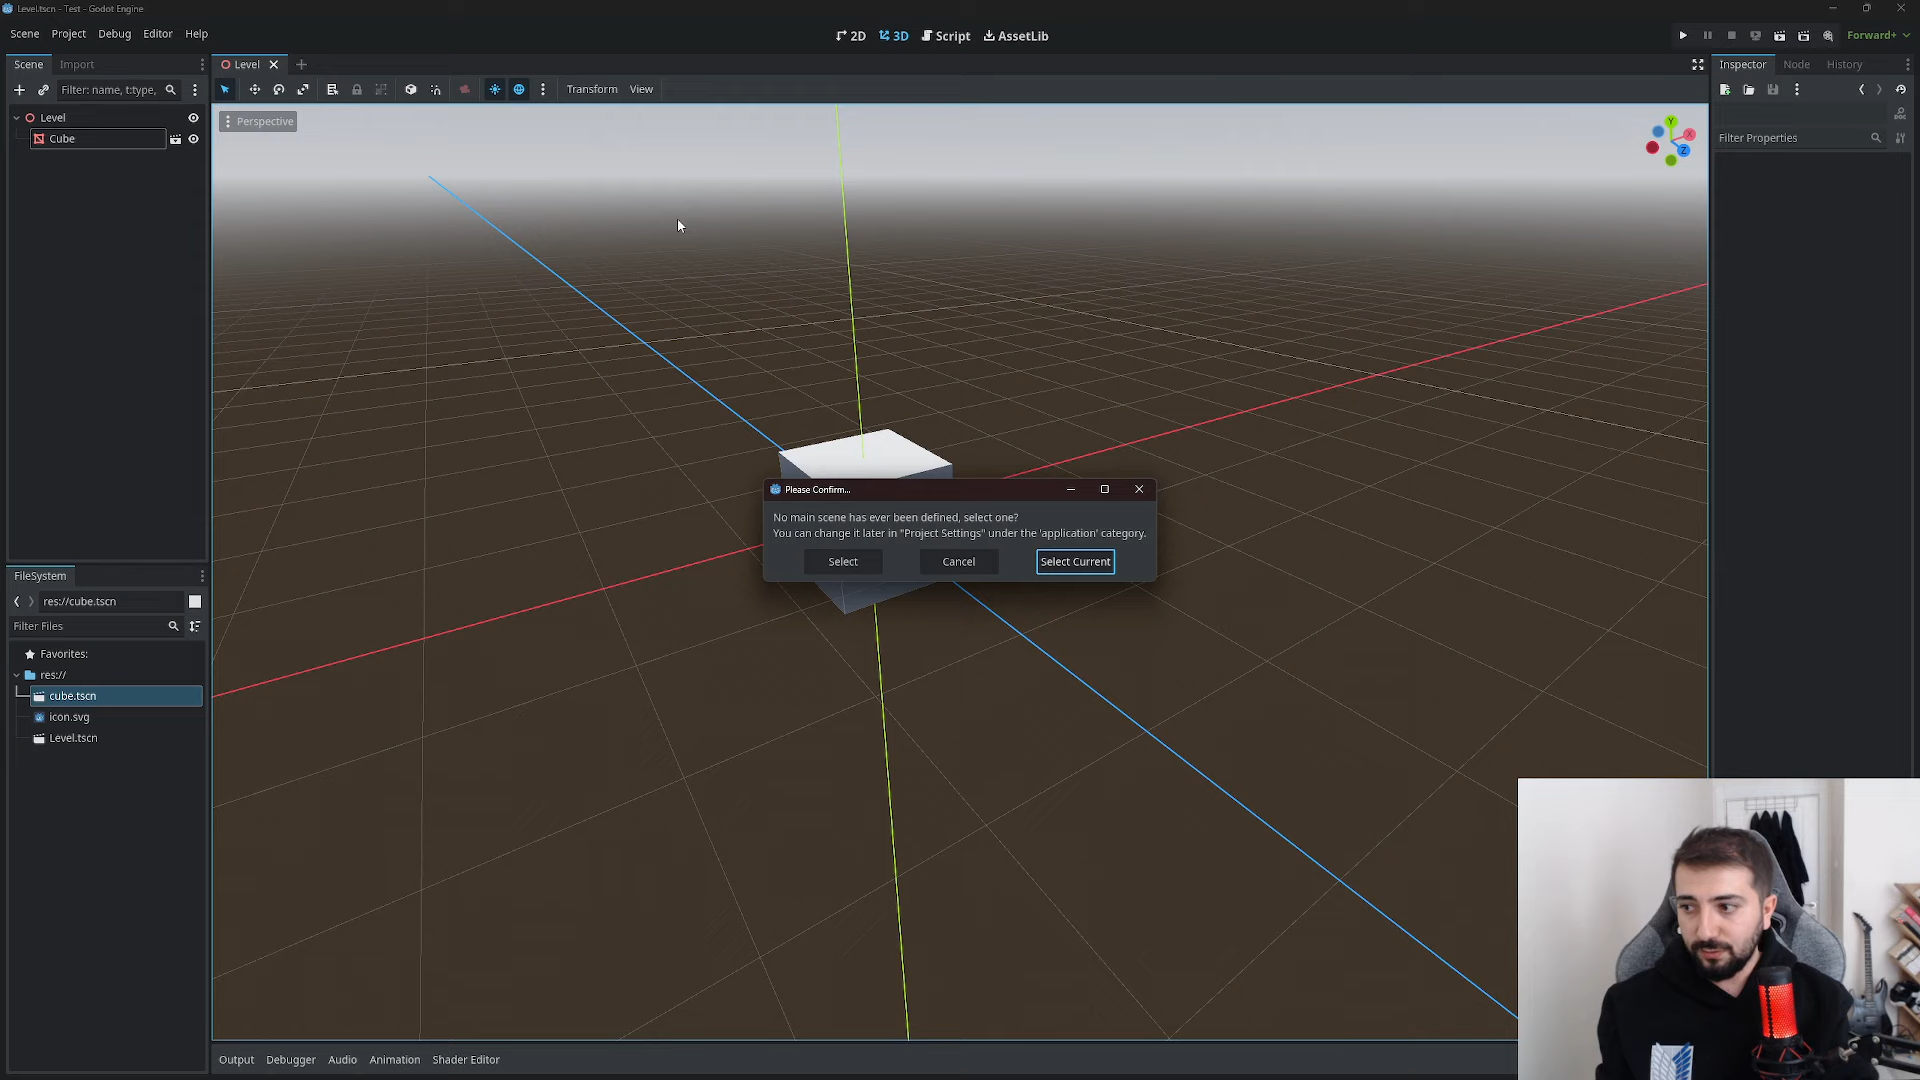 Level.tscn - Test - Godot Engine
Scene Project Debug Editor Help
2D 3D Script AssetLib
Forward+
Scene Import
Level
Inspector Node History
Filter: name, t:type,
Transform View
Level
Cube
Perspective
Y
X
Z
Filter Properties
Please Confirm...
No main scene has ever been defined, select one?
You can change it later in "Project Settings" under the 'application' category.
Select Cancel Select Current
FileSystem
res://cube.tscn
Filter Files
Favorites:
res://
cube.tscn
icon.svg
Level.tscn
Output Debugger Audio Animation Shader Editor